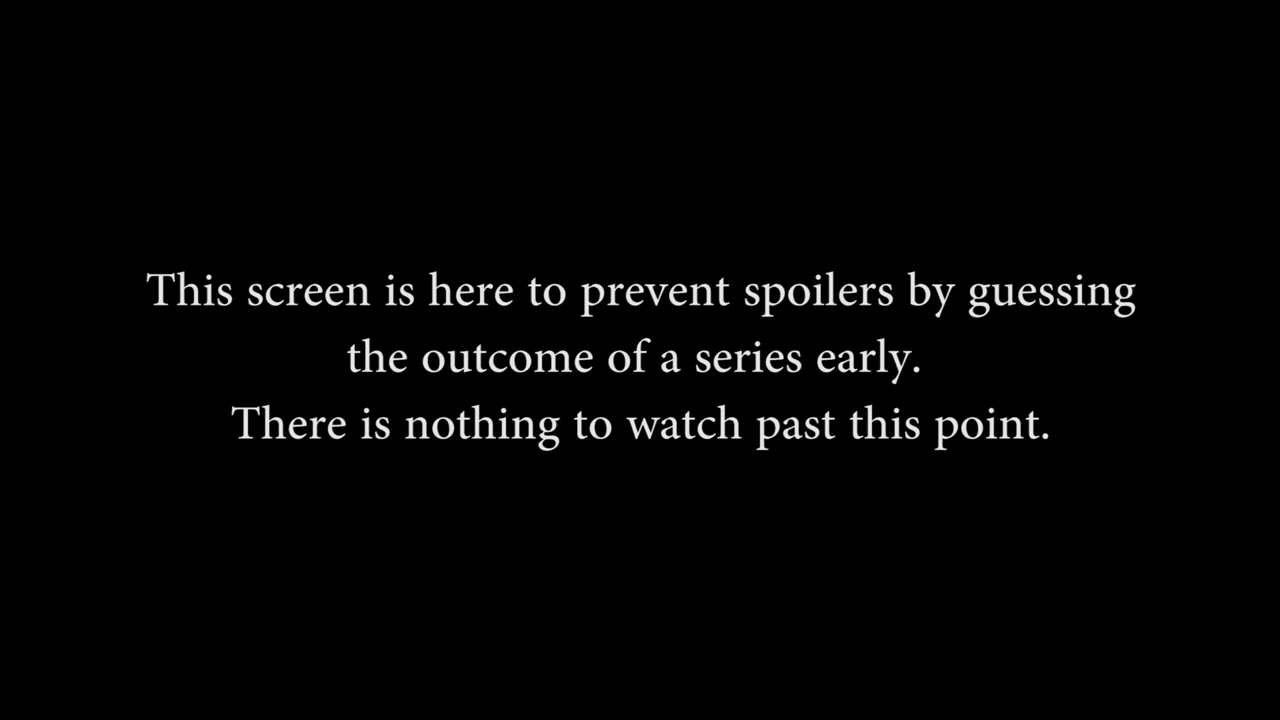 This screen is here to prevent spoilers by guessing
the outcome of a series early.
There is nothing to watch past this point.